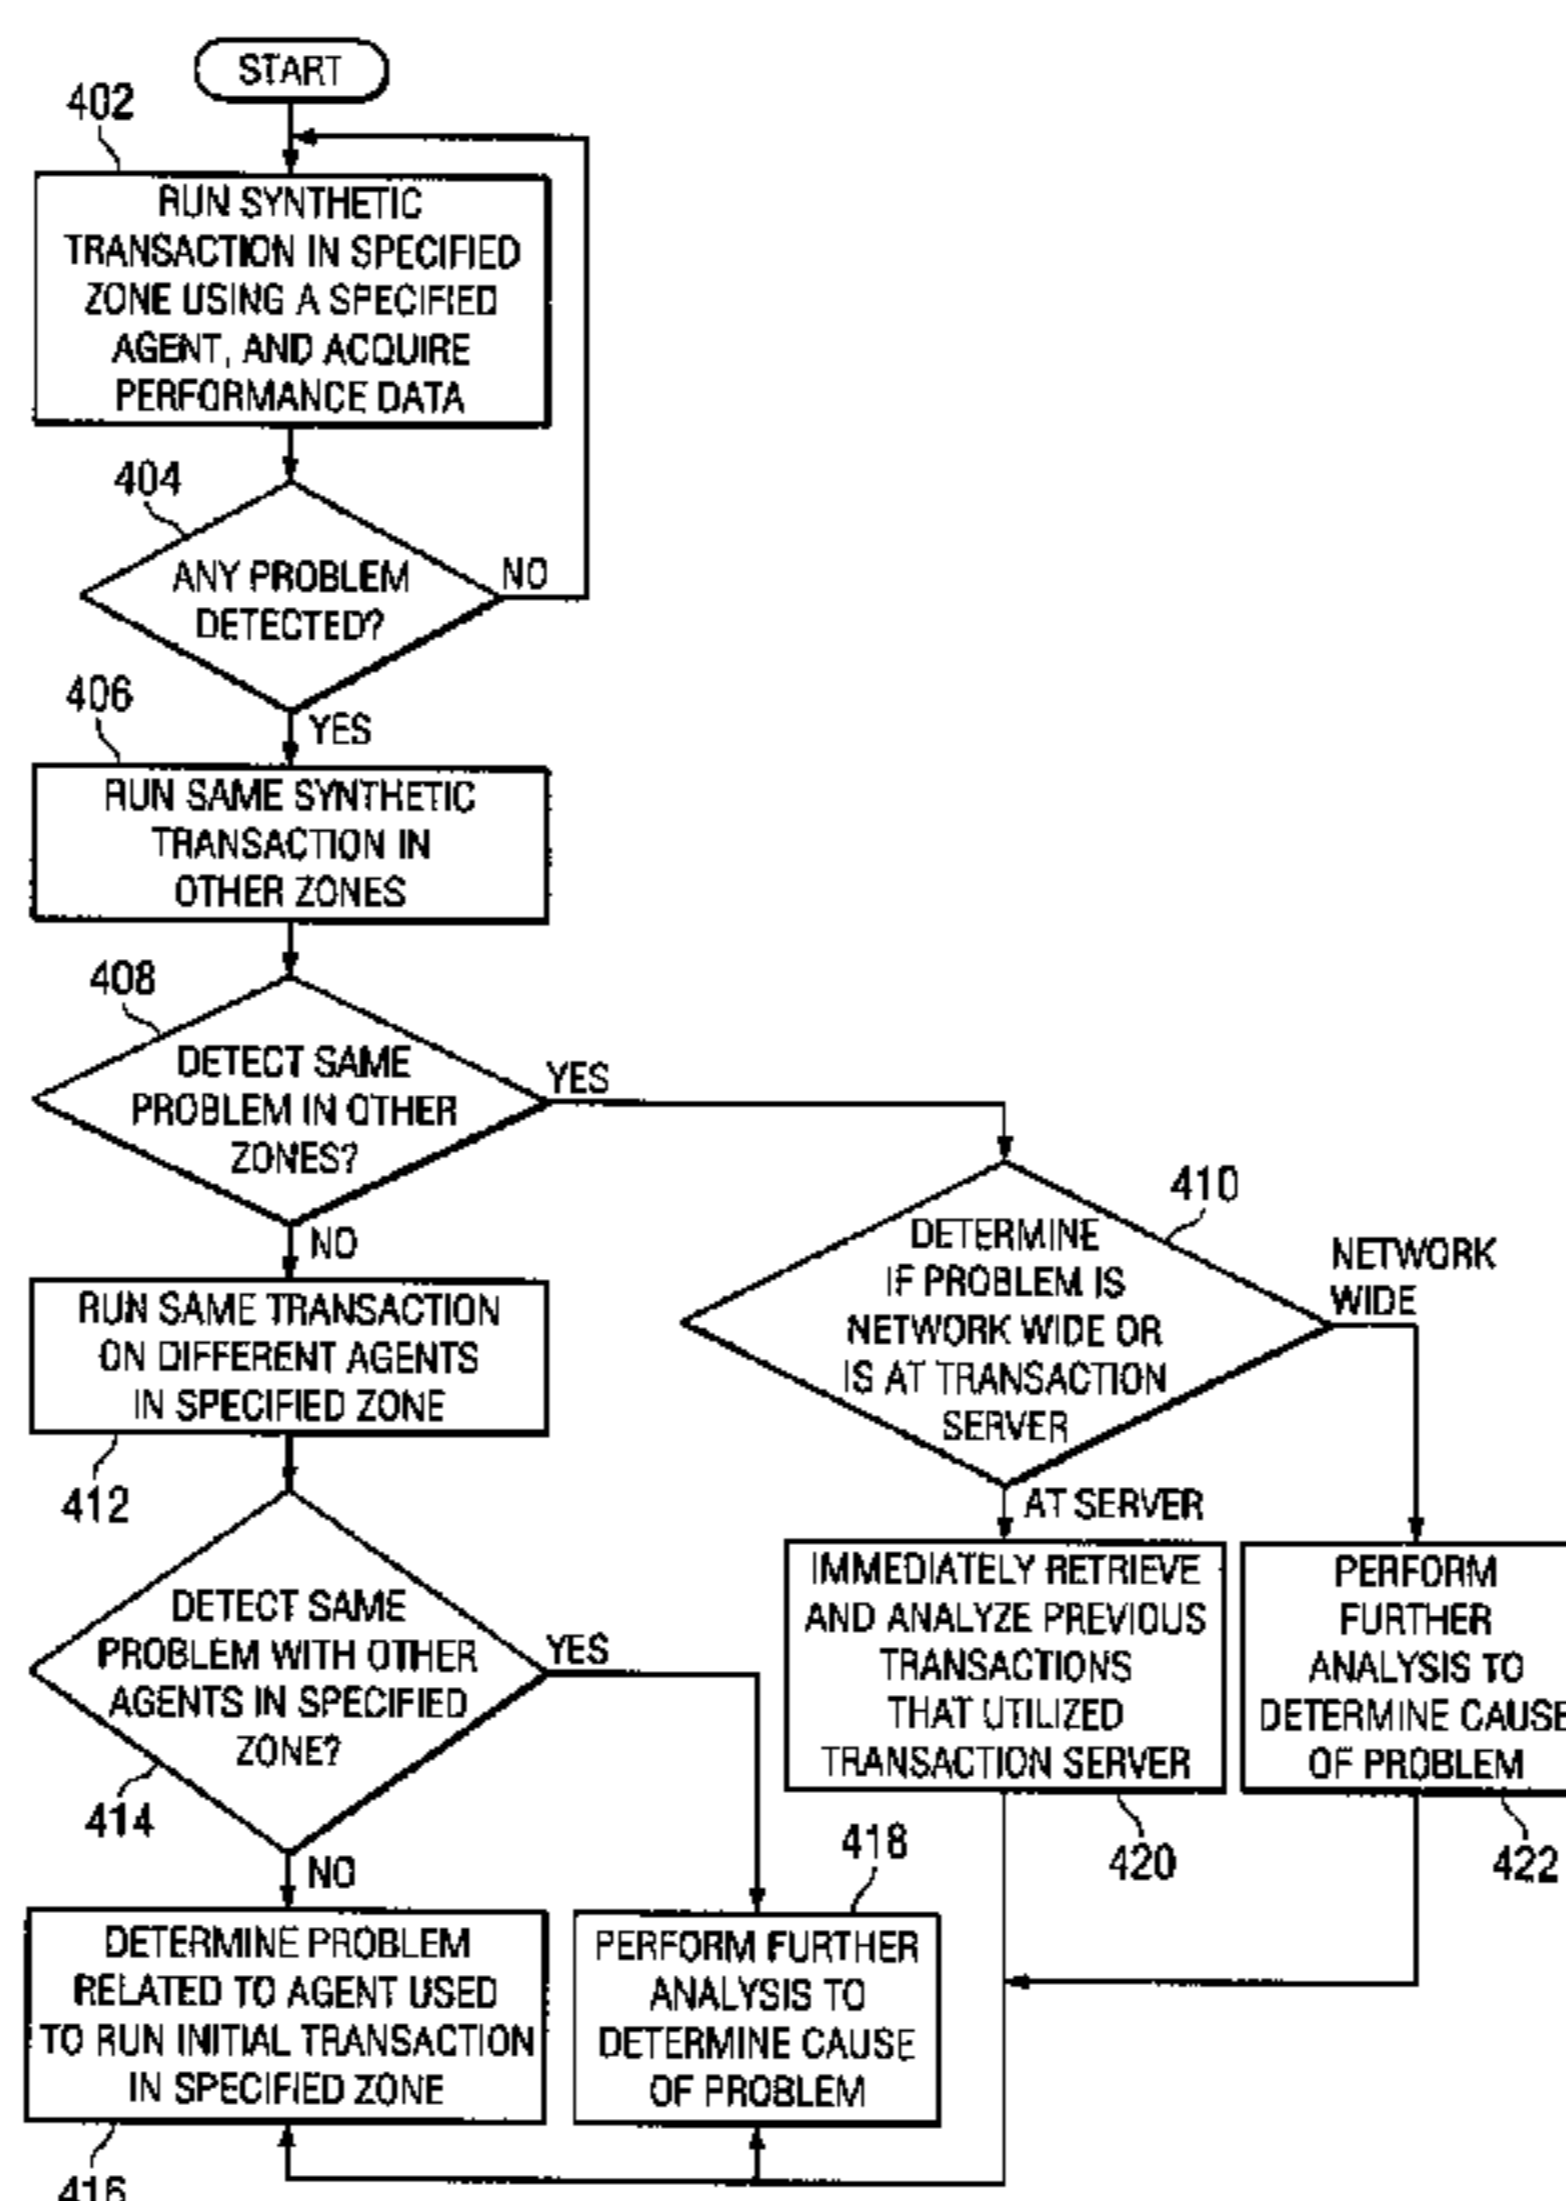 START
402
RUN SYNTHETIC
TRANSACTION IN SPECIFIED
ZONE USING A SPECIFIED
AGENT, AND ACQUIRE
PERFORMANCE DATA
404
ANY PROBLEM
DETECTED?
NO
YES
406
RUN SAME SYNTHETIC
TRANSACTION IN
OTHER ZONES
408
DETECT SAME
PROBLEM IN OTHER
ZONES?
YES
NO
410
DETERMINE
IF PROBLEM IS
NETWORK WIDE OR
IS AT TRANSACTION
SERVER
NETWORK
WIDE
AT SERVER
RUN SAME TRANSACTION
ON DIFFERENT AGENTS
IN SPECIFIED ZONE
412
DETECT SAME
PROBLEM WITH OTHER
AGENTS IN SPECIFIED
ZONE?
414
YES
NO
IMMEDIATELY RETRIEVE
AND ANALYZE PREVIOUS
TRANSACTIONS
THAT UTILIZED
TRANSACTION SERVER
420
PERFORM
FURTHER
ANALYSIS TO
DETERMINE CAUSE
OF PROBLEM
422
418
DETERMINE PROBLEM
RELATED TO AGENT USED
TO RUN INITIAL TRANSACTION
IN SPECIFIED ZONE
416
PERFORM FURTHER
ANALYSIS TO
DETERMINE CAUSE
OF PROBLEM